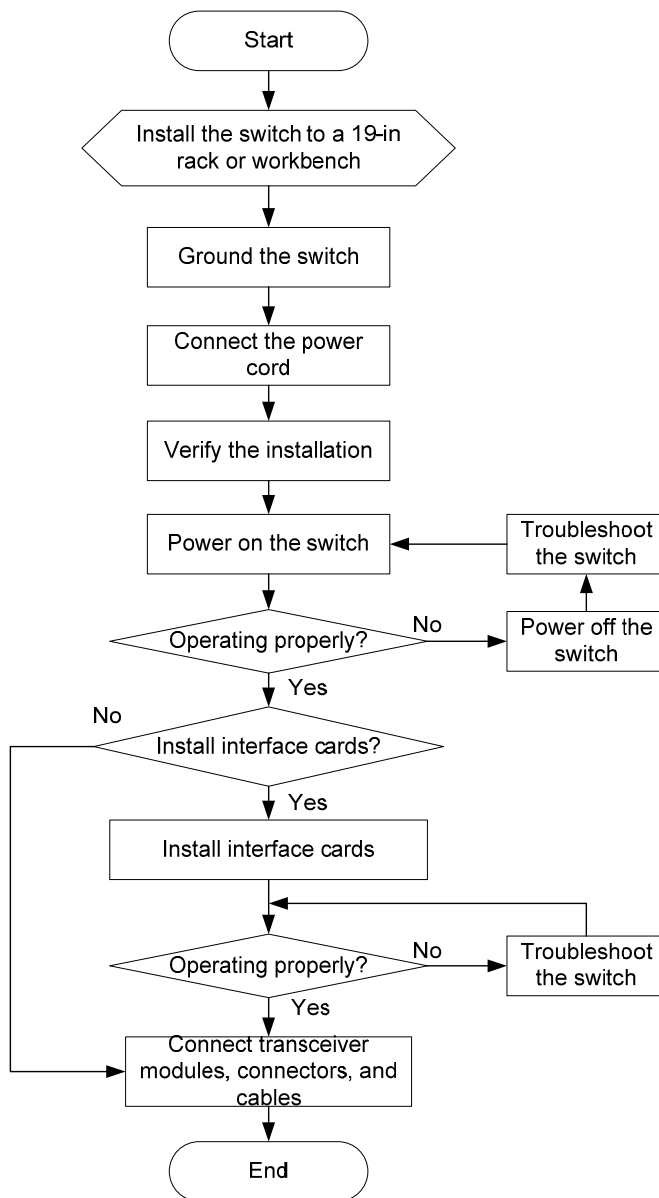 Start
Install the switch to a 19-in
rack or workbench
Ground the switch
Connect the power
cord
Verify the installation
Power on the switch
Troubleshoot
the switch
Operating properly?
No
Power off the
switch
Yes
No
Install interface cards?
Yes
Install interface cards
Operating properly?
No
Troubleshoot
the switch
Yes
Connect transceiver
modules, connectors, and
cables
End